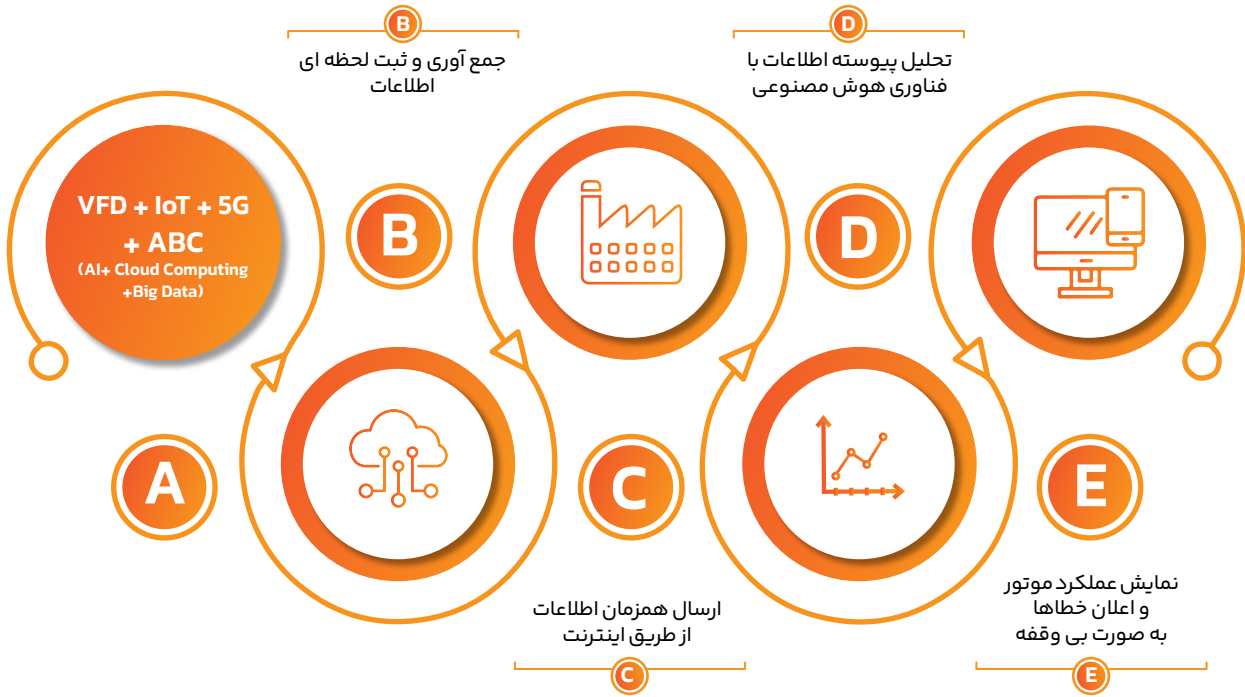 B
جمع آوری و ثبت لحظه ای
اطلاعات
D
تحلیل پیوسته اطلاعات با
فناوری هوش مصنوعی
VFD + IoT + 5G
+ ABC
(AI+ Cloud Computing
+Big Data)
B
D
A
C
E
ارسال همزمان اطلاعات
از طریق اینترنت
C
نمایش عملکرد موتور
و اعلان خطاها
به صورت بی وقفه
E